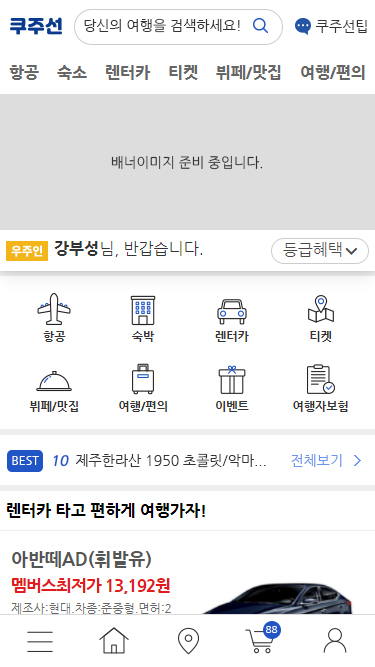 쿠주선 당신의 여행을 검색하세요! 쿠주선팁
항공 숙소 렌터카 티켓 뷔페/맛집 여행/편의
배너이미지 준비 중입니다.
우주인 강부성님, 반갑습니다. 등급혜택
항공 숙박 렌터카 티켓
뷔페/맛집 여행/편의 이벤트 여행자보험
BEST 10 제주한라산 1950 초콜릿/악마... 전체보기
렌터카 타고 편하게 여행가자!
아반떼AD(휘발유)
멤버스최저가 13,192원
제조사:현대,차종:준중형,면허:2
88